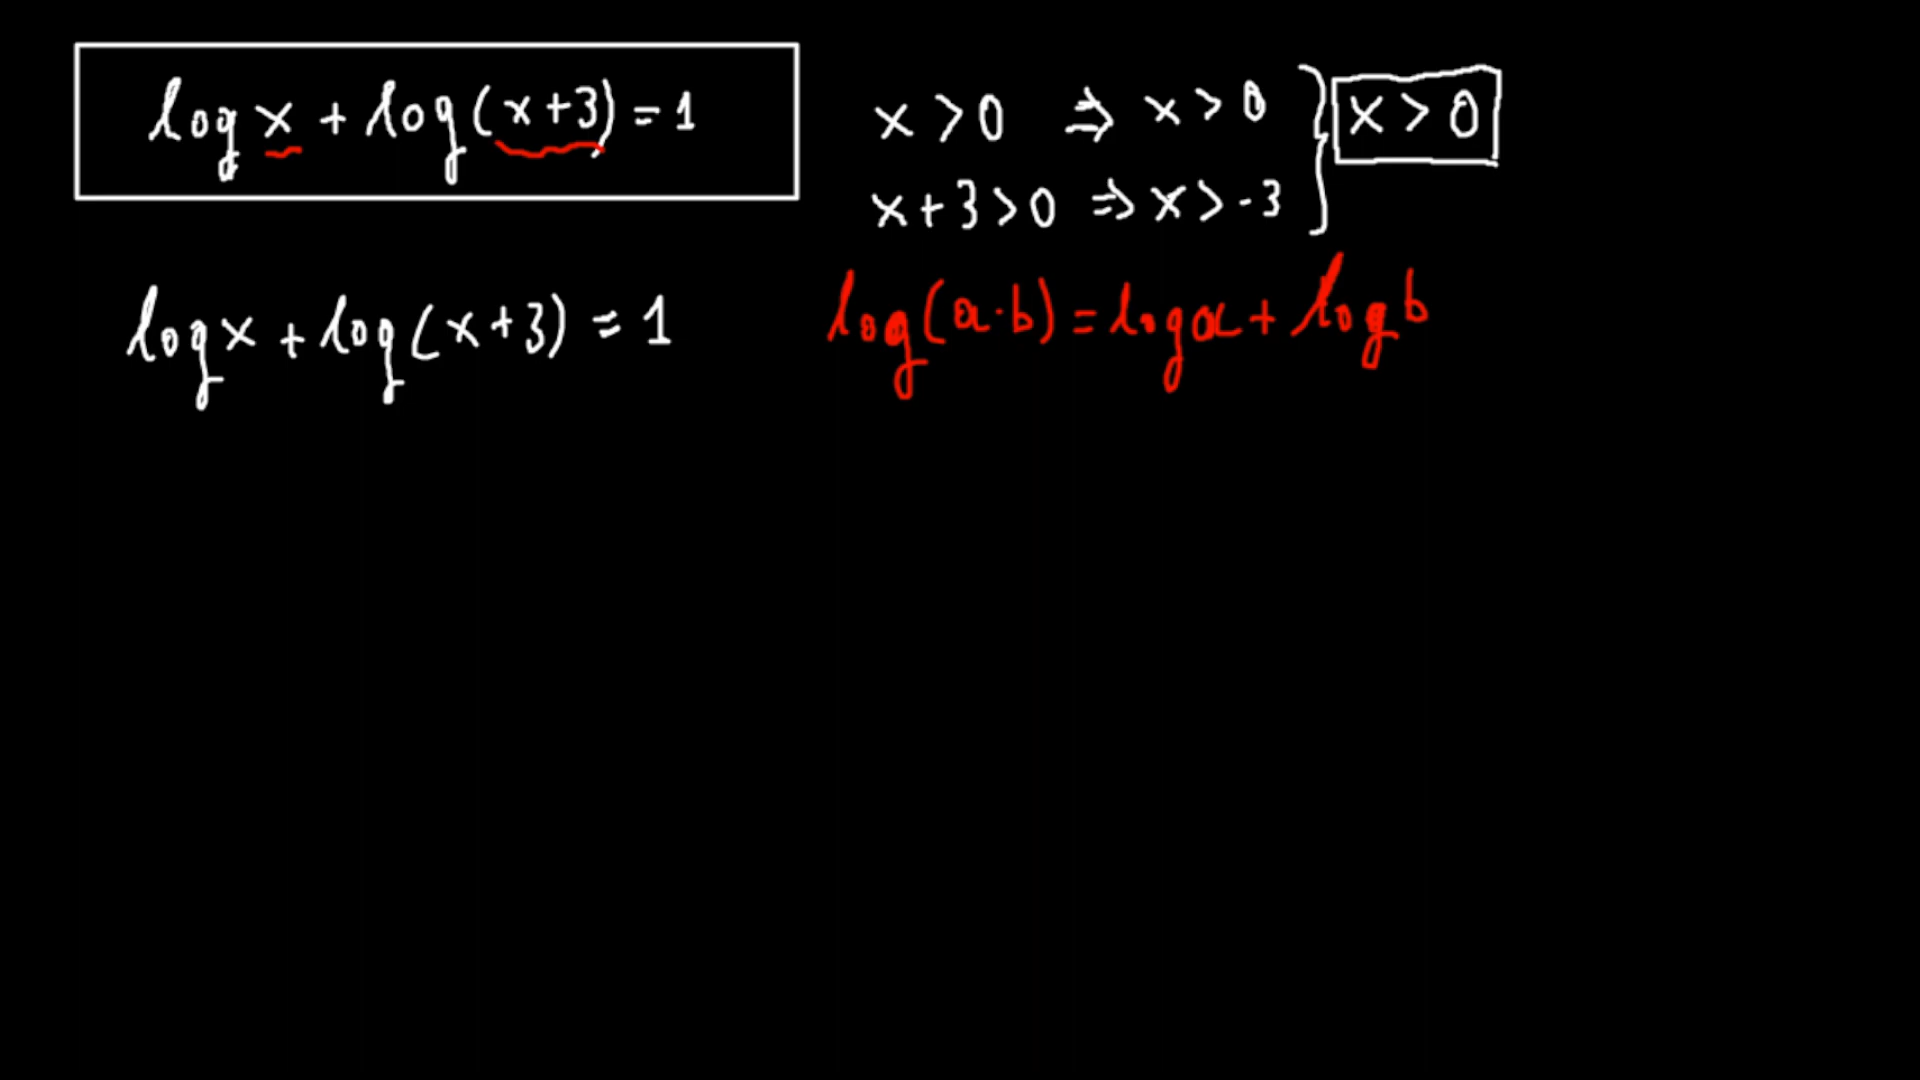 log x + log(x+3) = 1
x > 0 ⇒ x > 0 } x > 0
x + 3 > 0 ⇒ x > -3
log x + log(x+3) = 1
log(a·b) = log a + log b